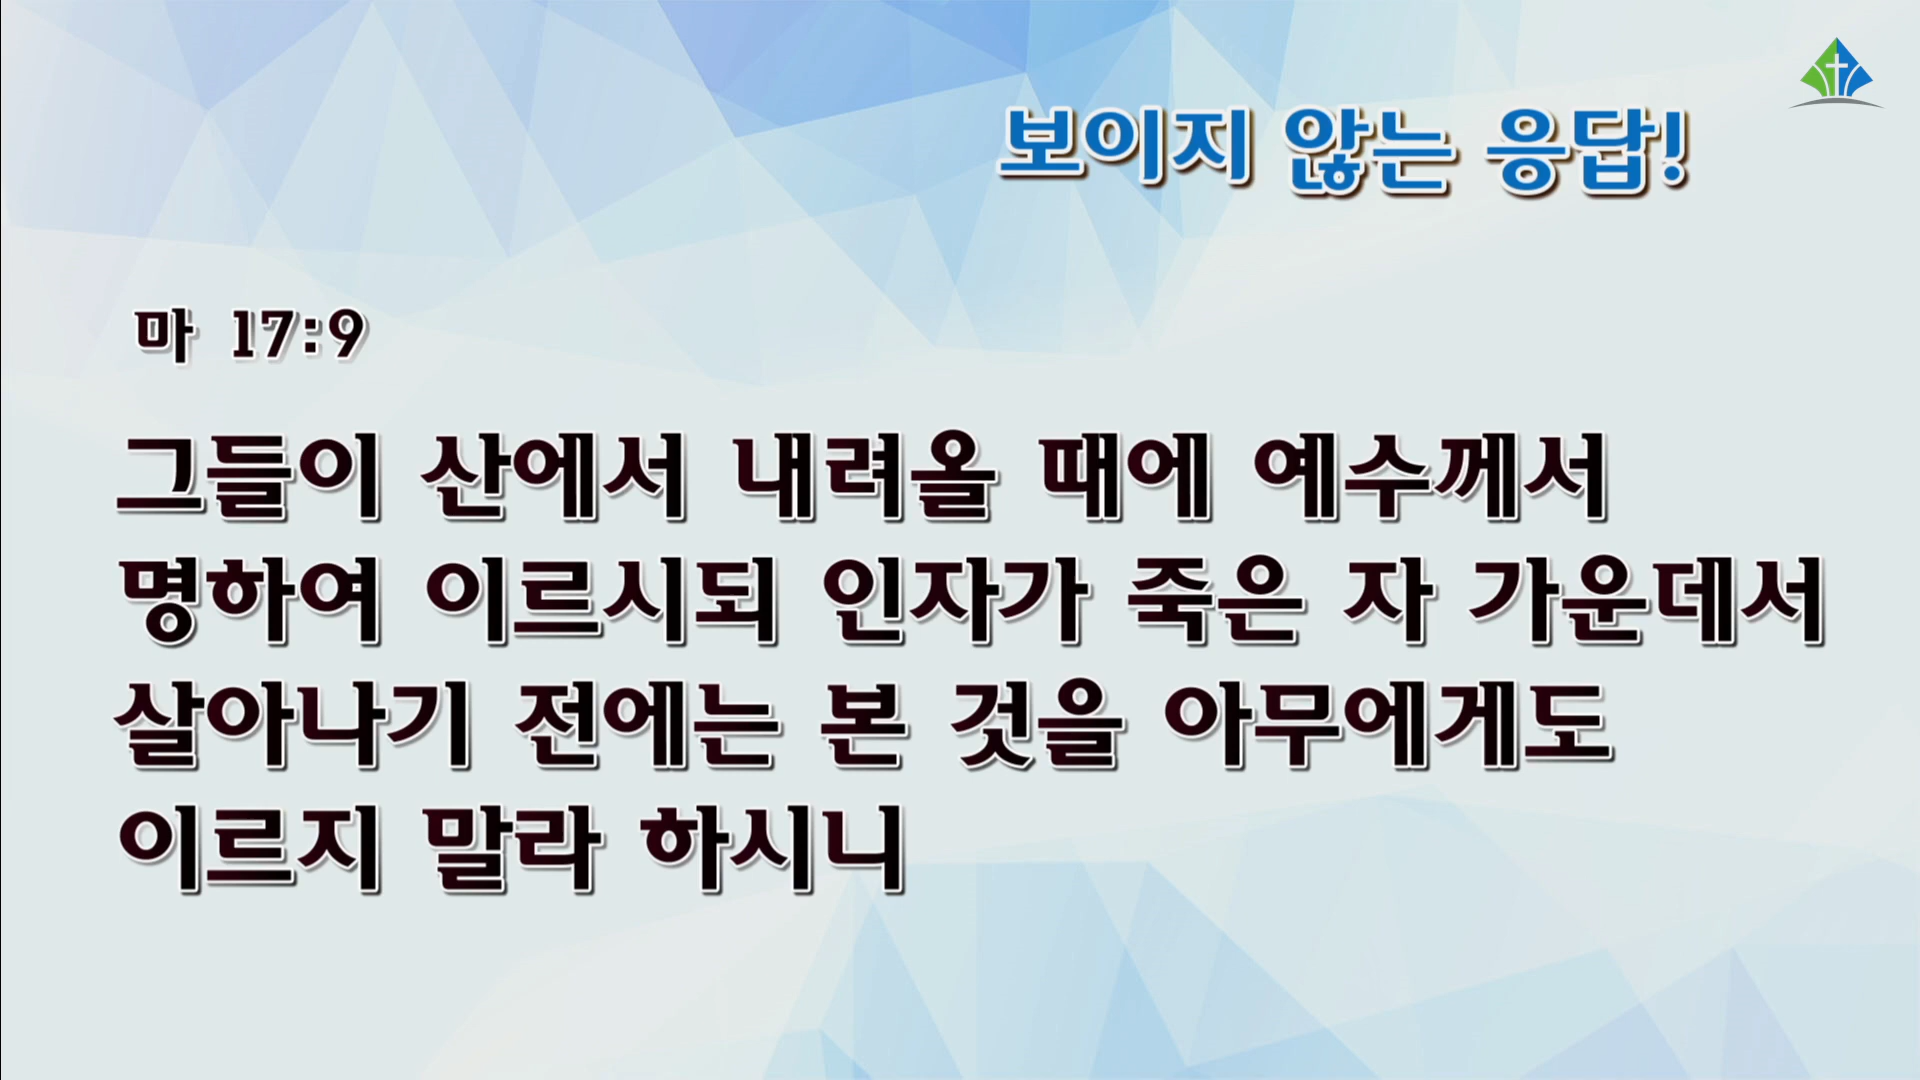 보이지 않는 응답!
마 17:9
그들이 산에서 내려올 때에 예수께서
명하여 이르시되 인자가 죽은 자 가운데서
살아나기 전에는 본 것을 아무에게도
이르지 말라 하시니